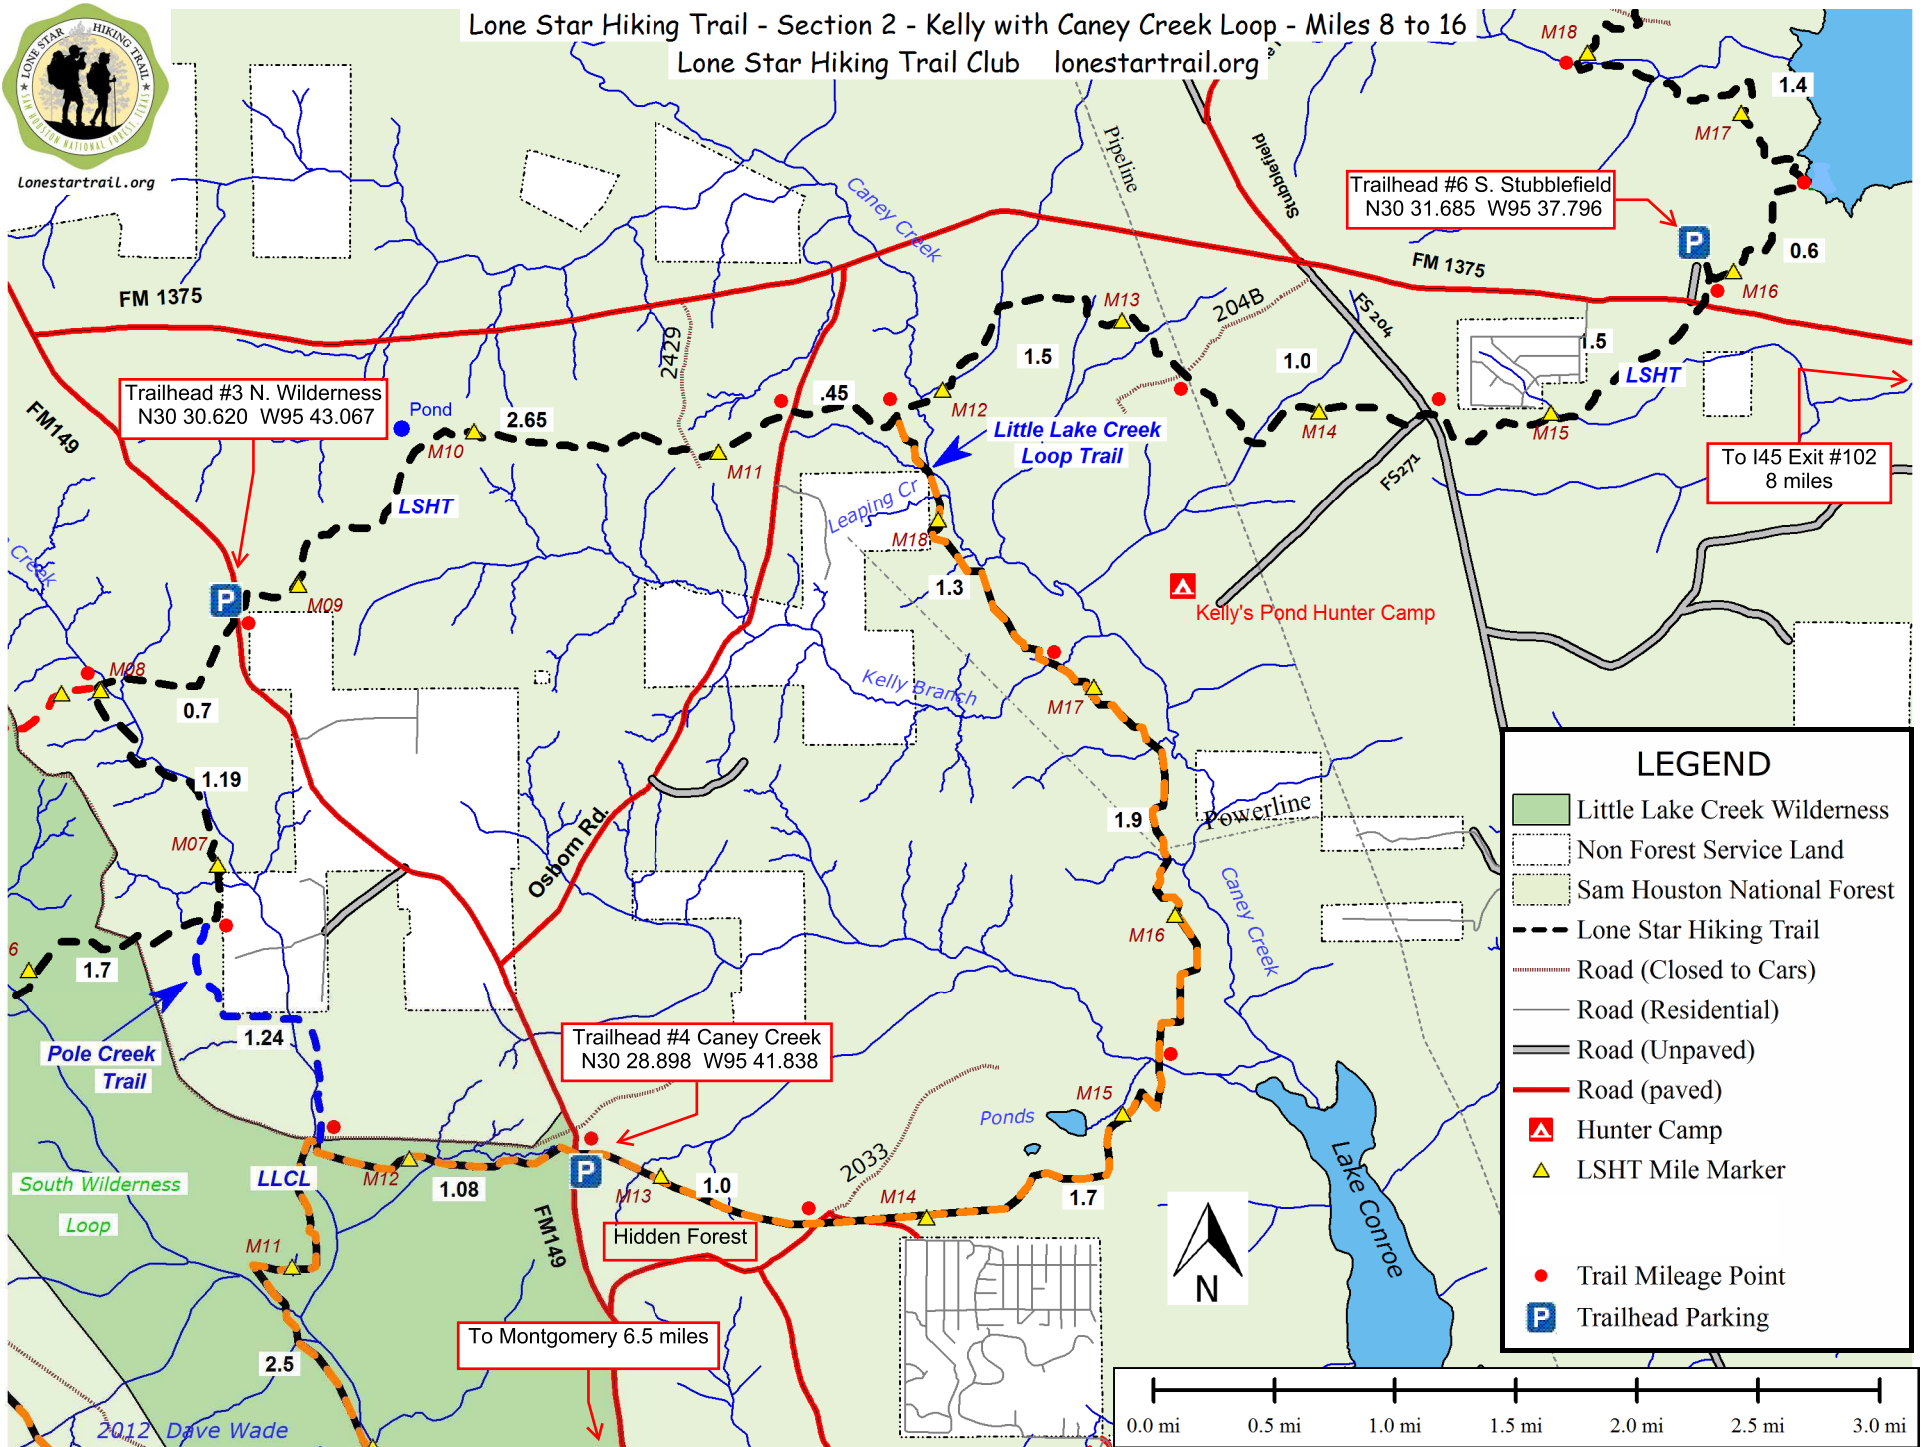 Lone Star Hiking Trail - Section 2 - Kelly with Caney Creek Loop - Miles 8 to 16
Lone Star Hiking Trail Club lonestartrail.org
LONE STAR HIKING TRAIL
SAM HOUSTON NATIONAL FOREST, TEXAS
lonestartrail.org
M18
1.4
M17
Pipeline
Stubblefield
Caney Creek
Trailhead #6 S. Stubblefield
N30 31.685 W95 37.796
P
0.6
FM 1375
M16
FM 1375
204B
FS 204
M13
2429
1.5
1.0
1.5
LSHT
Trailhead #3 N. Wilderness
N30 30.620 W95 43.067
FM149
Pond
2.65
M10
.45
M12
M11
Little Lake Creek
Loop Trail
M14
M15
FS271
To I45 Exit #102
8 miles
LSHT
Leaping Cr
M18
Creek
P
M09
1.3
Kelly's Pond Hunter Camp
M08
0.7
Kelly Branch
M17
1.19
M07
Osborn Rd.
1.9
Powerline
Caney Creek
M16
6
1.7
1.24
Pole Creek
Trail
Trailhead #4 Caney Creek
N30 28.898 W95 41.838
M15
Ponds
2033
LLCL
M12
1.08
P
M13
1.0
M14
1.7
South Wilderness
Loop
Hidden Forest
FM149
M11
Lake Conroe
N
To Montgomery 6.5 miles
2.5
2012 Dave Wade
LEGEND
Little Lake Creek Wilderness
Non Forest Service Land
Sam Houston National Forest
Lone Star Hiking Trail
Road (Closed to Cars)
Road (Residential)
Road (Unpaved)
Road (paved)
Hunter Camp
LSHT Mile Marker
Trail Mileage Point
P Trailhead Parking
0.0 mi 0.5 mi 1.0 mi 1.5 mi 2.0 mi 2.5 mi 3.0 mi